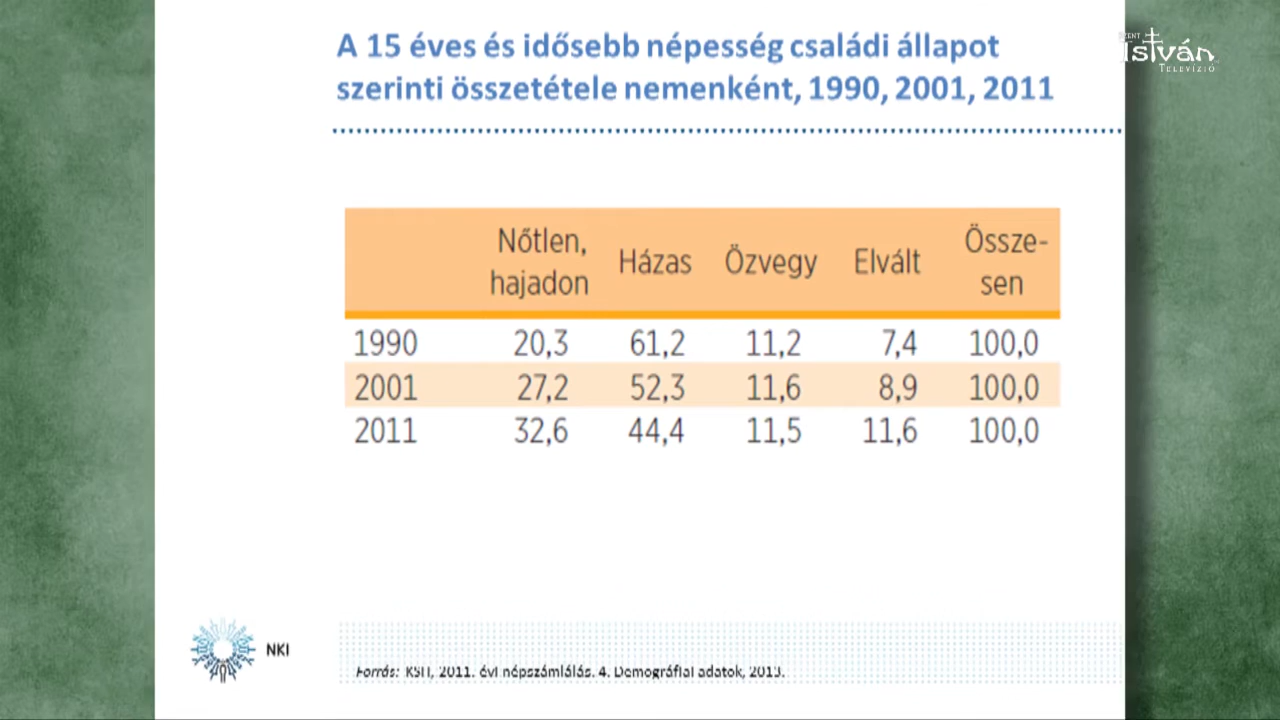 A 15 éves és idősebb népesség családi állapot
szerinti összetétele nemenként, 1990, 2001, 2011
SZENT
István
TELEVÍZIÓ
Nőtlen, hajadon Házas Özvegy Elvált Össze-sen
1990 20,3 61,2 11,2 7,4 100,0
2001 27,2 52,3 11,6 8,9 100,0
2011 32,6 44,4 11,5 11,6 100,0
NKI
Forrás: KSH, 2011. évi népszámlálás. 4. Demográfiai adatok, 2013.